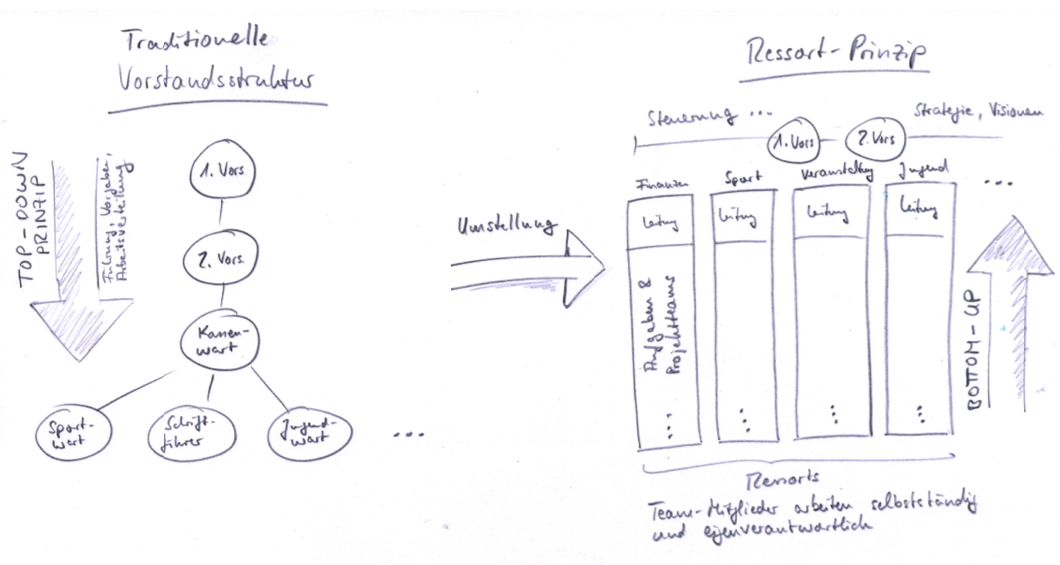 Traditionelle
Vorstandsstruktur
TOP-DOWN
PRINZIP
Führung, Vorgaben,
Arbeitsverteilung
1. Vors
2. Vors.
Kassen-
wart
Sport-
wart
Schrift-
führer
Jugend-
wart
...
Umstellung
Ressort-Prinzip
Steuerung ...
1. Vors
2. Vors
Strategie, Visionen
Finanzen
Sport
Veranstaltung
Jugend
...
Leitung
Leitung
Leitung
Leitung
Aufgaben &
Projektteams
...
...
...
...
BOTTOM-UP
Ressorts
Team-Mitglieder arbeiten selbstständig
und eigenverantwortlich